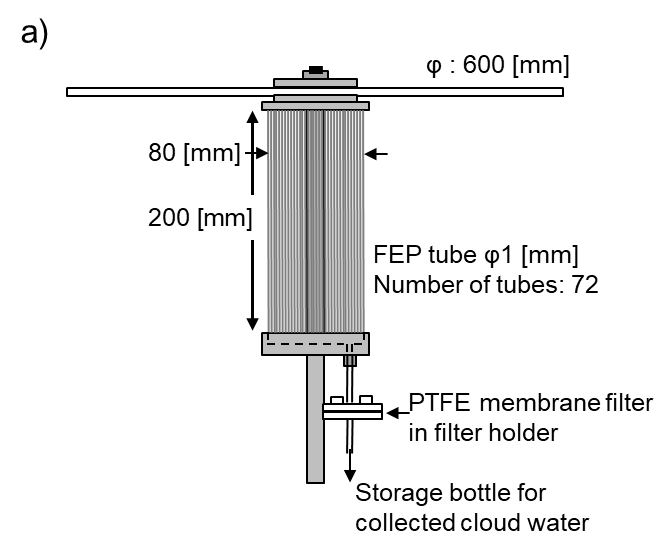 a)
φ : 600 [mm]
80 [mm]
200 [mm]
FEP tube φ1 [mm]
Number of tubes: 72
PTFE membrane filter
in filter holder
Storage bottle for
collected cloud water